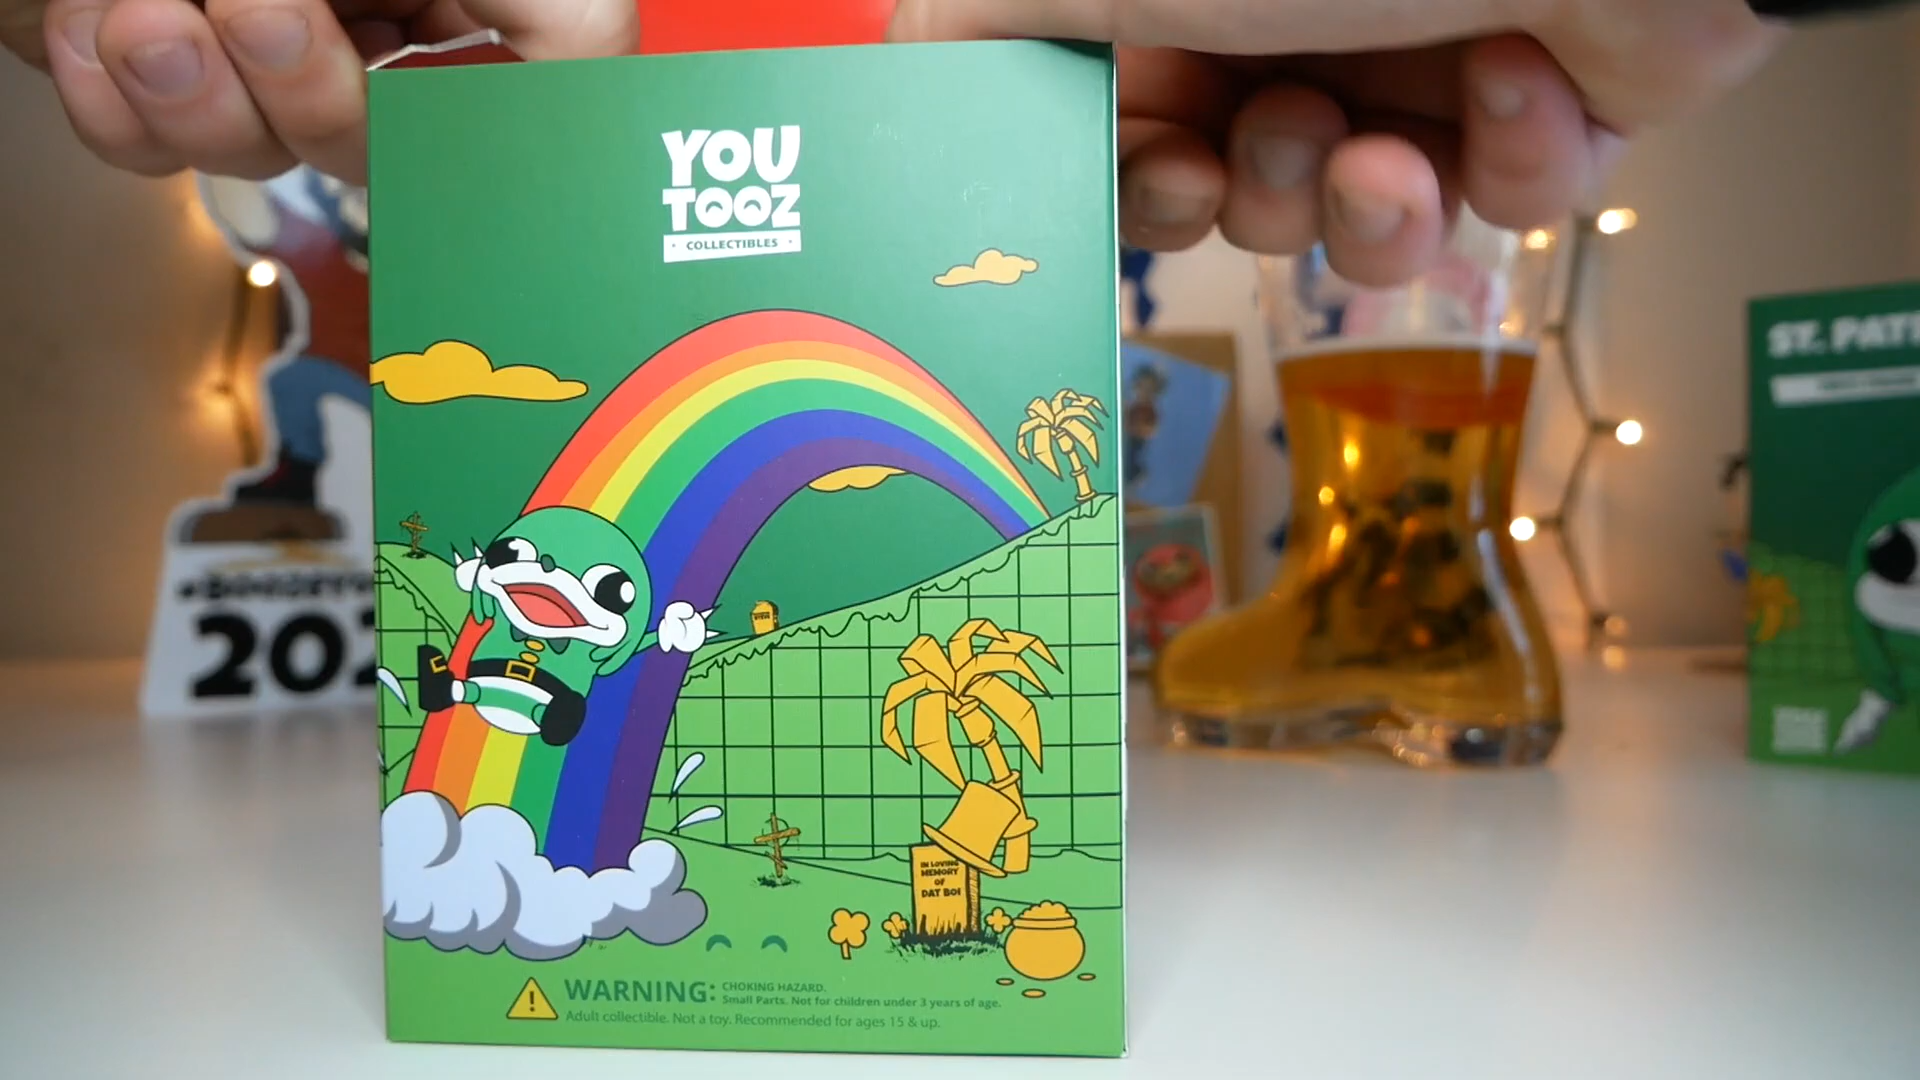 YOU
TOOZ
COLLECTIBLES
ST. PAT
202
IN LOVING
MEMORY
OF
DAT BOI
WARNING: CHOKING HAZARD.
Small Parts. Not for children under 3 years of age.
Adult collectible. Not a toy. Recommended for ages 15 & up.